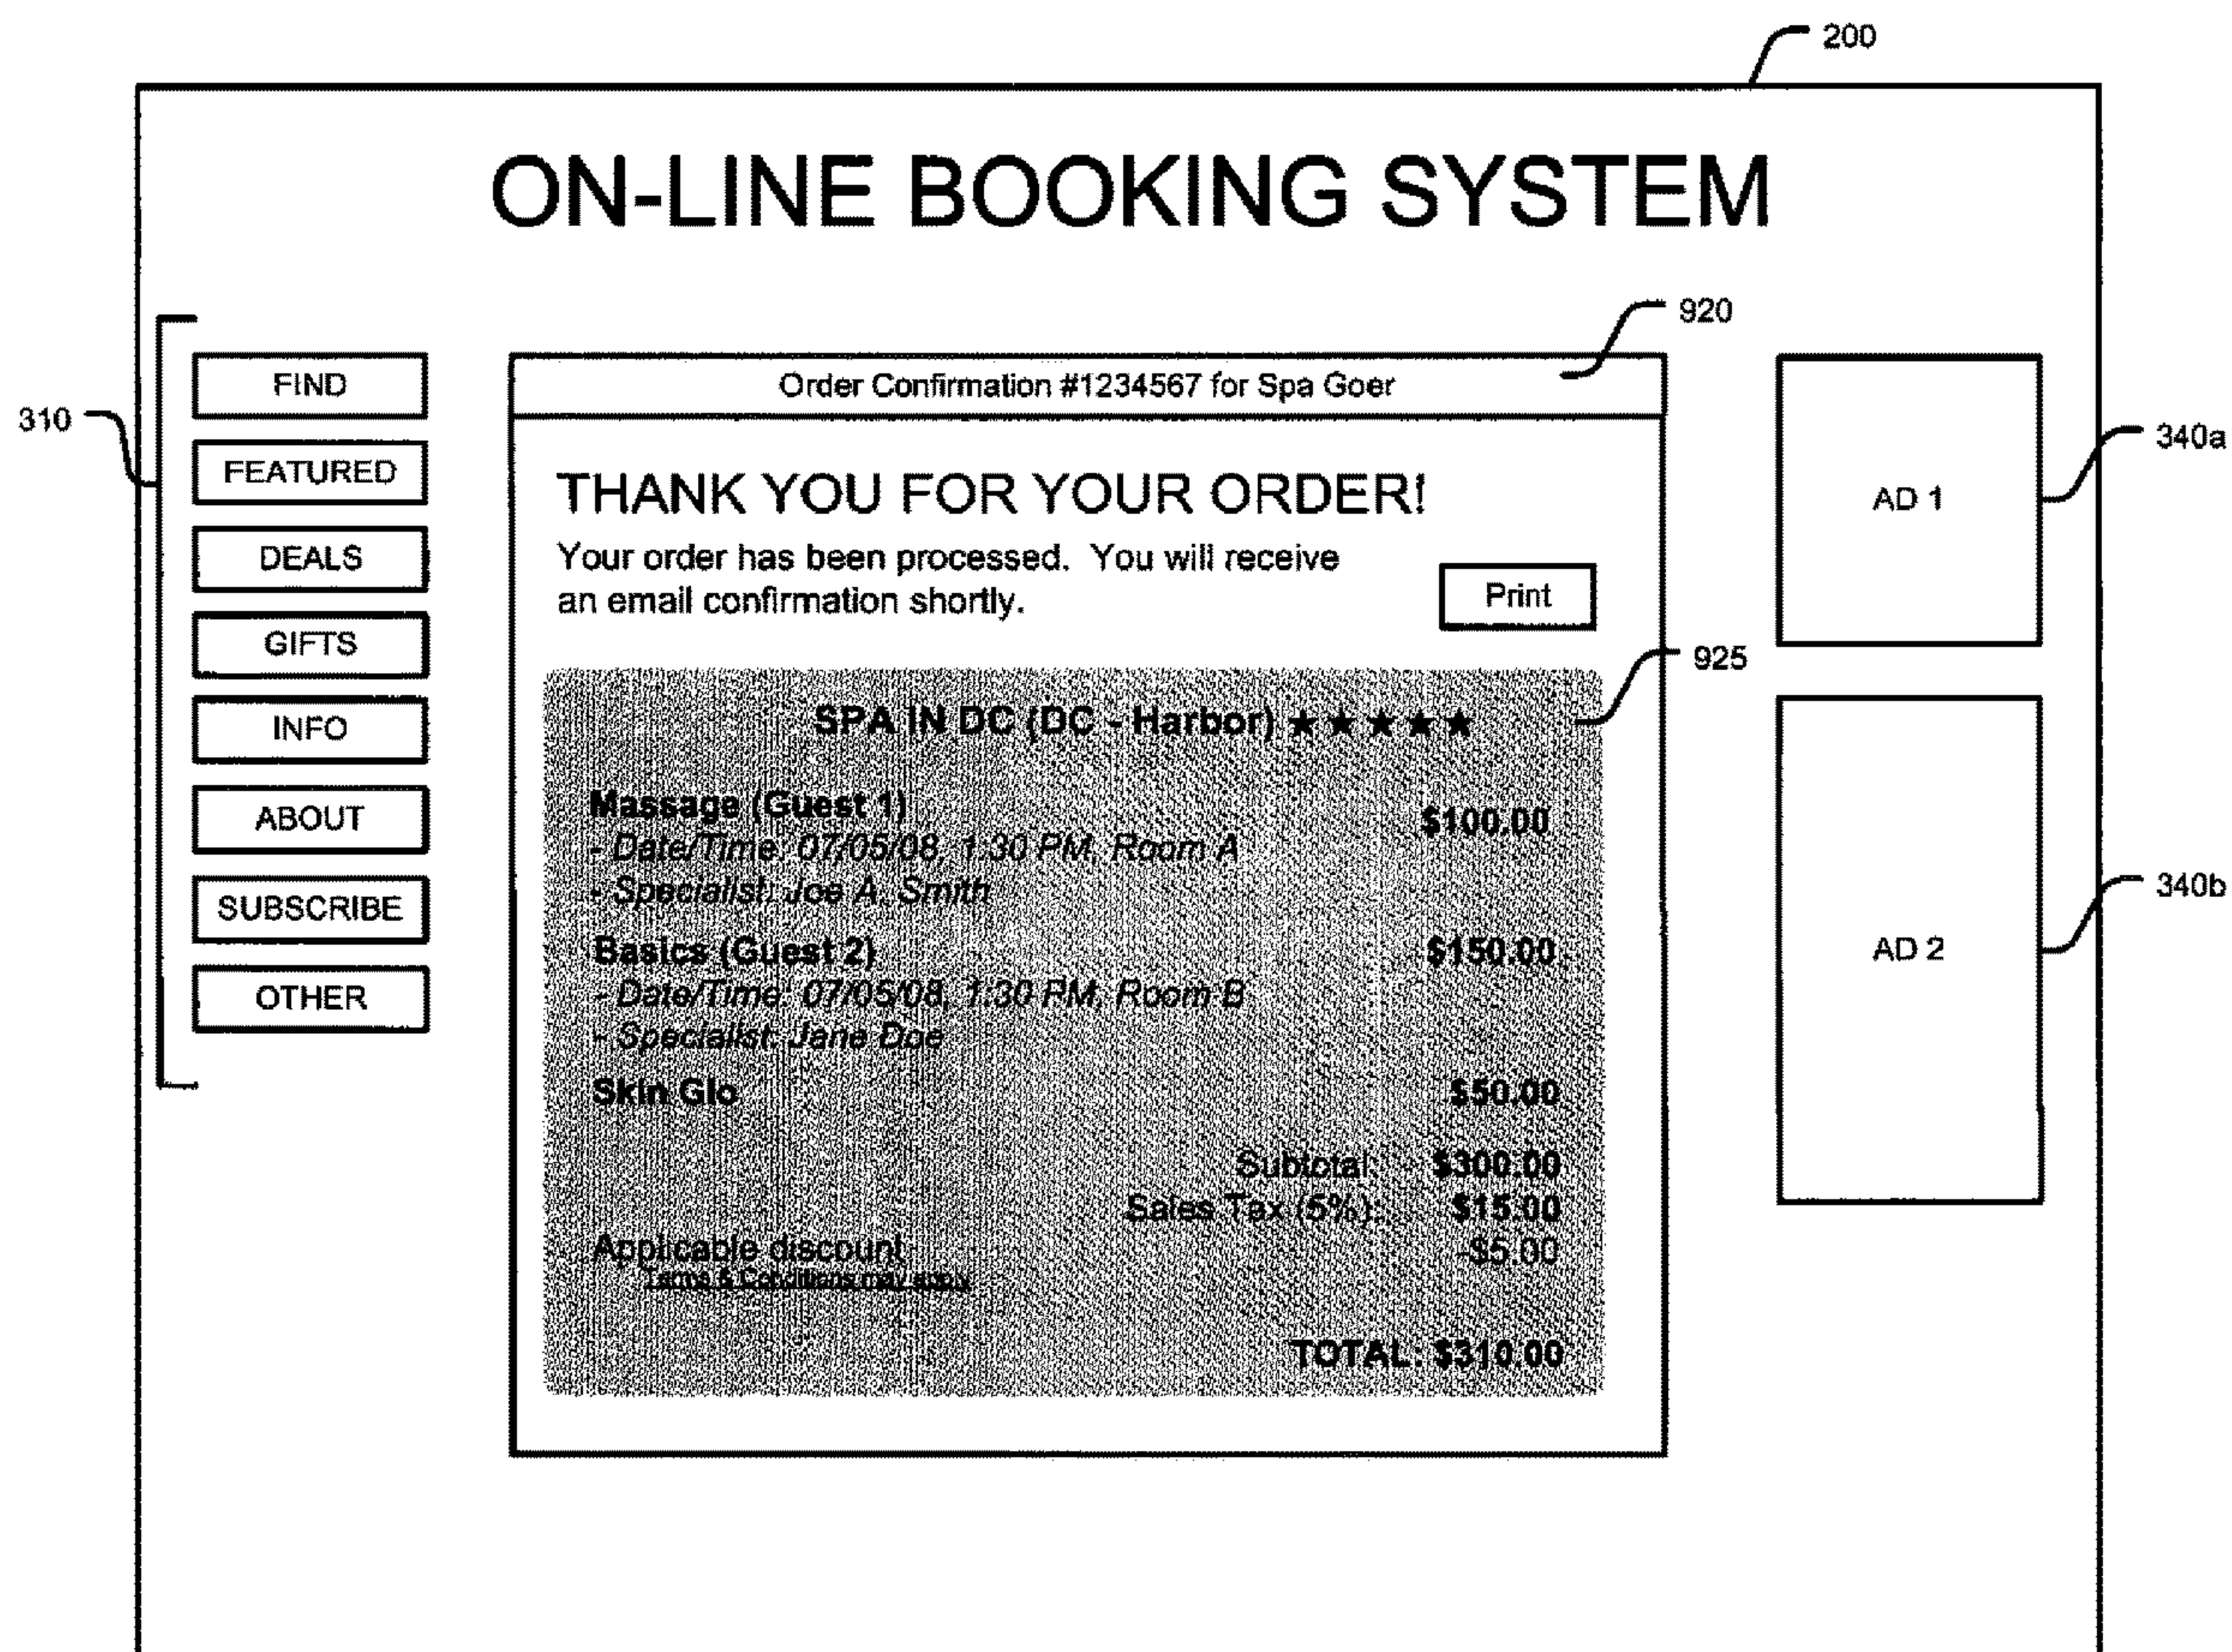 200
ON-LINE BOOKING SYSTEM
920
310
FIND
FEATURED
DEALS
GIFTS
INFO
ABOUT
SUBSCRIBE
OTHER
Order Confirmation #1234567 for Spa Goer
THANK YOU FOR YOUR ORDER!
Your order has been processed. You will receive
an email confirmation shortly.
Print
925
SPA IN DC (DC - Harbor) ★ ★ ★ ★ ★
Massage (Guest 1) $100.00
- Date/Time: 07/05/08, 1:30 PM, Room A
- Specialist: Joe A. Smith
Basics (Guest 2) $150.00
- Date/Time: 07/05/08, 1:30 PM, Room B
- Specialist: Jane Doe
Skin Glo $50.00
Subtotal: $300.00
Sales Tax (5%): $15.00
Applicable discount -$5.00
Terms & Conditions may apply
TOTAL: $310.00
AD 1
340a
AD 2
340b